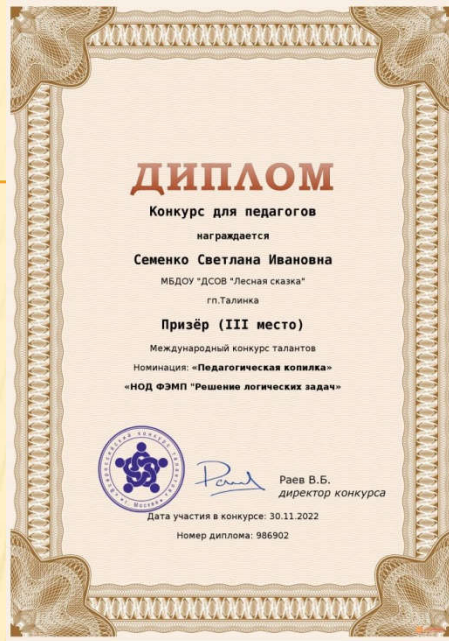 ДИПЛОМ
Конкурс для педагогов
награждается
Семенко Светлана Ивановна
МБДОУ "ДСОВ "Лесная сказка"
гп.Талинка
Призёр (III место)
Международный конкурс талантов
Номинация: «Педагогическая копилка»
«НОД ФЭМП "Решение логических задач»
Раев В.Б.
директор конкурса
Дата участия в конкурсе: 30.11.2022
Номер диплома: 986902